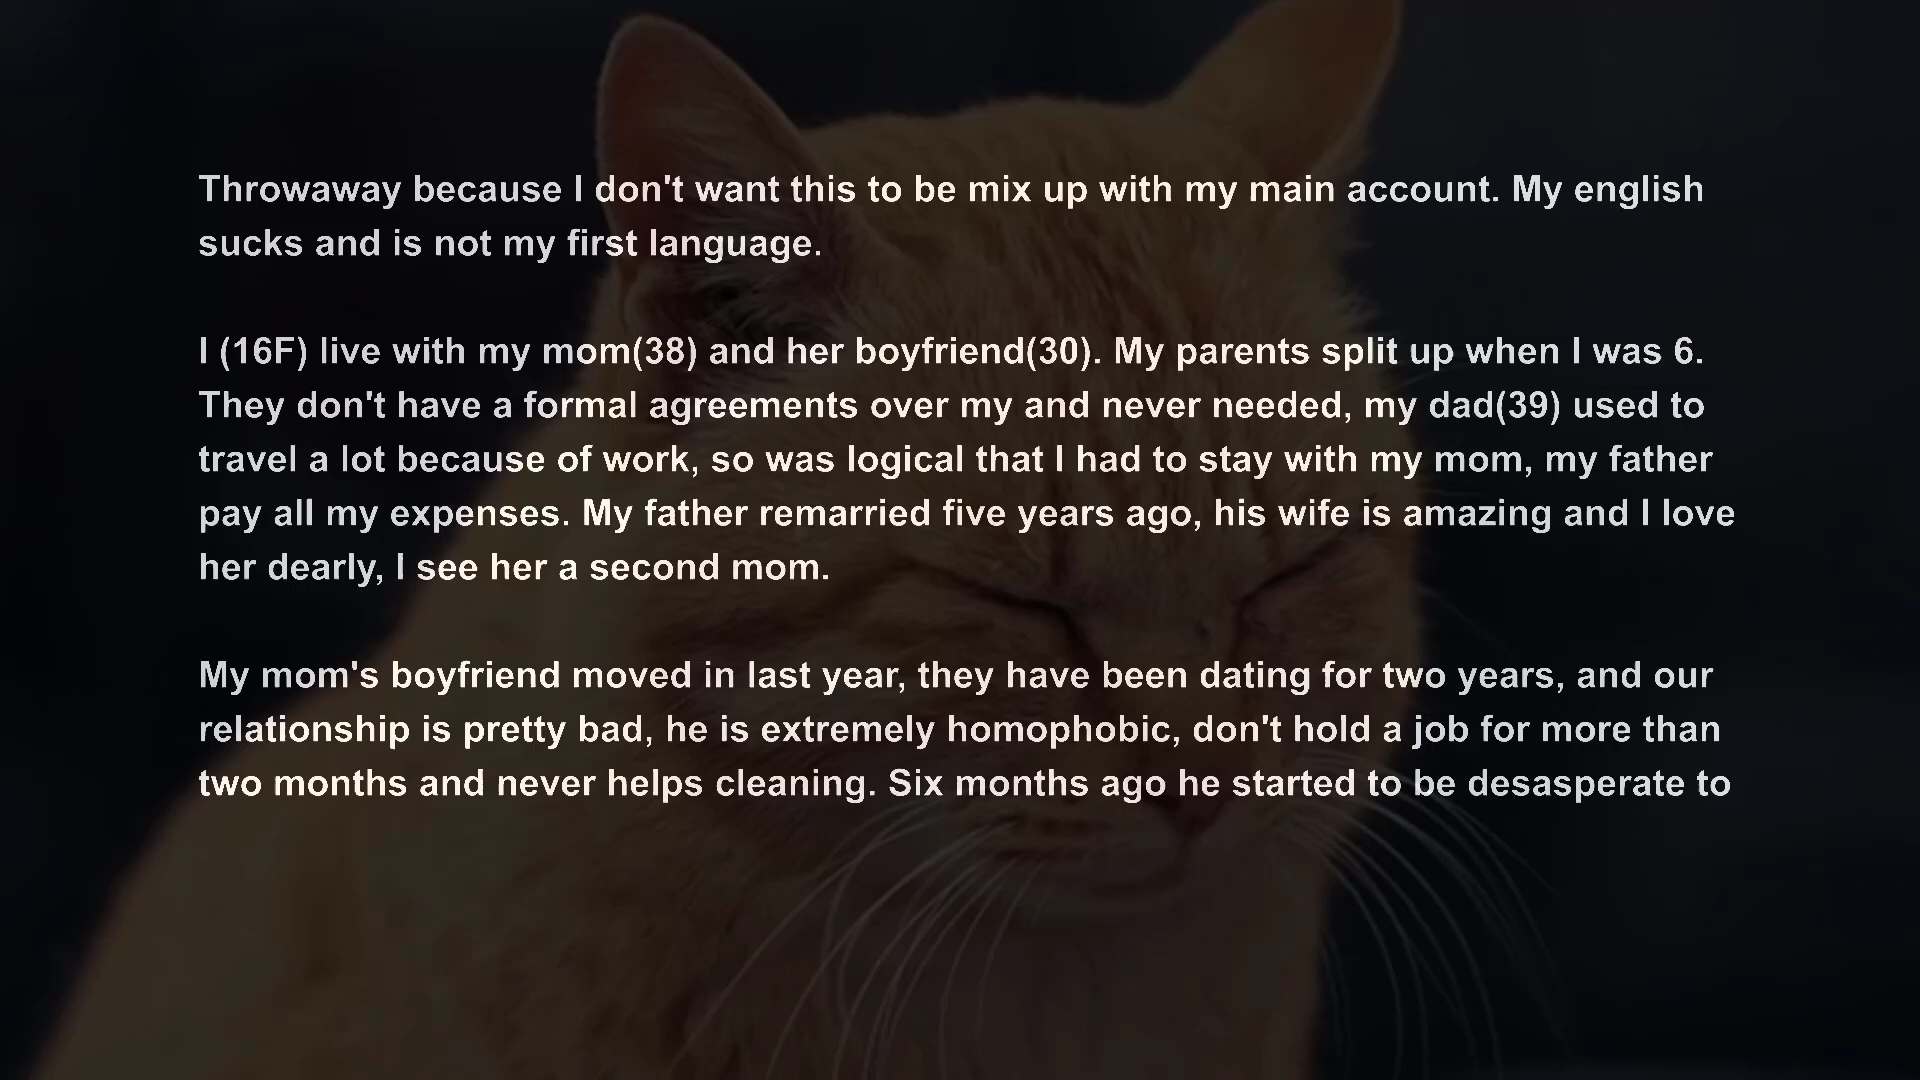 Throwaway because I don't want this to be mix up with my main account. My english
sucks and is not my first language.
I (16F) live with my mom(38) and her boyfriend(30). My parents split up when I was 6.
They don't have a formal agreements over my and never needed, my dad(39) used to
travel a lot because of work, so was logical that I had to stay with my mom, my father
pay all my expenses. My father remarried five years ago, his wife is amazing and I love
her dearly, I see her a second mom.
My mom's boyfriend moved in last year, they have been dating for two years, and our
relationship is pretty bad, he is extremely homophobic, don't hold a job for more than
two months and never helps cleaning. Six months ago he started to be desasperate to